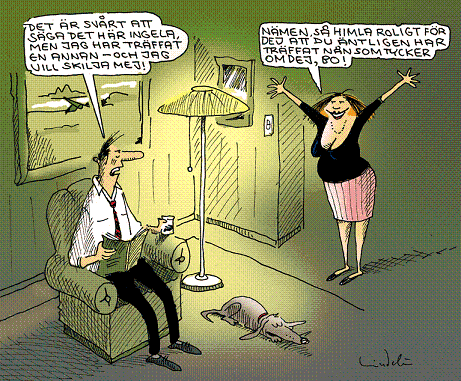 DET ÄR SVÅRT ATT
SÄGA DET HÄR INGELA,
MEN JAG HAR TRÄFFAT
EN ANNAN – OCH JAG
VILL SKILJA MEJ!
NÄMEN, SÅ HIMLA ROLIGT FÖR
DEJ ATT DU ÄNTLIGEN HAR
TRÄFFAT NÅN SOM TYCKER
OM DEJ, BO!